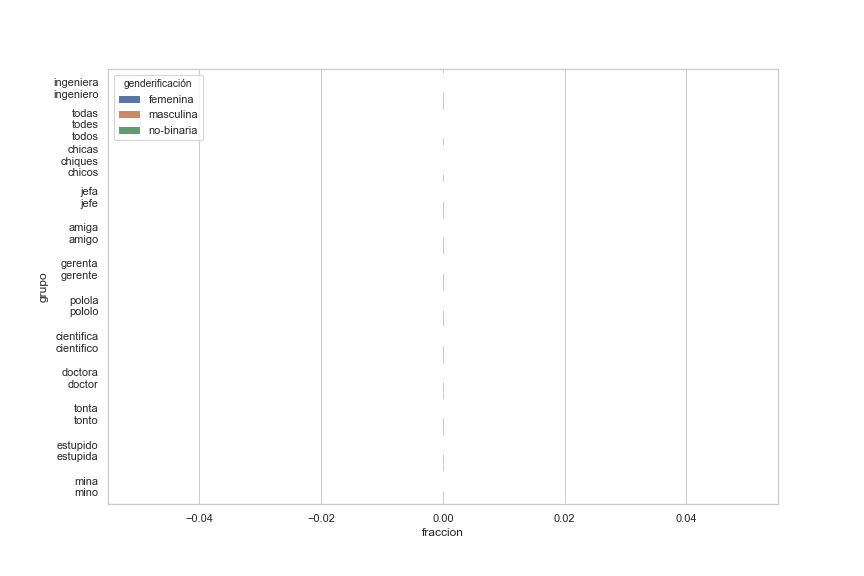 ingeniera
ingeniero
todas
todes
todos
chicas
chiques
chicos
jefa
jefe
amiga
amigo
gerenta
gerente
polola
pololo
cientifica
cientifico
doctora
doctor
tonta
tonto
estupido
estupida
mina
mino
grupo
genderificación
femenina
masculina
no-binaria
−0.04
−0.02
0.00
0.02
0.04
fraccion